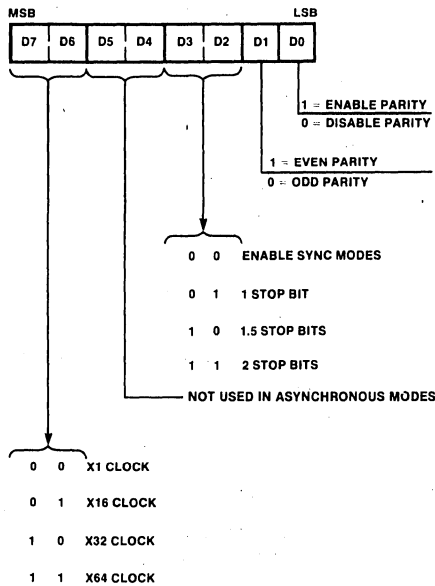 MSB LSB
D7 D6 D5 D4 D3 D2 D1 D0
1 = ENABLE PARITY
0 = DISABLE PARITY
1 = EVEN PARITY
0 = ODD PARITY
0 0 ENABLE SYNC MODES
0 1 1 STOP BIT
1 0 1.5 STOP BITS
1 1 2 STOP BITS
NOT USED IN ASYNCHRONOUS MODES
0 0 X1 CLOCK
0 1 X16 CLOCK
1 0 X32 CLOCK
1 1 X64 CLOCK